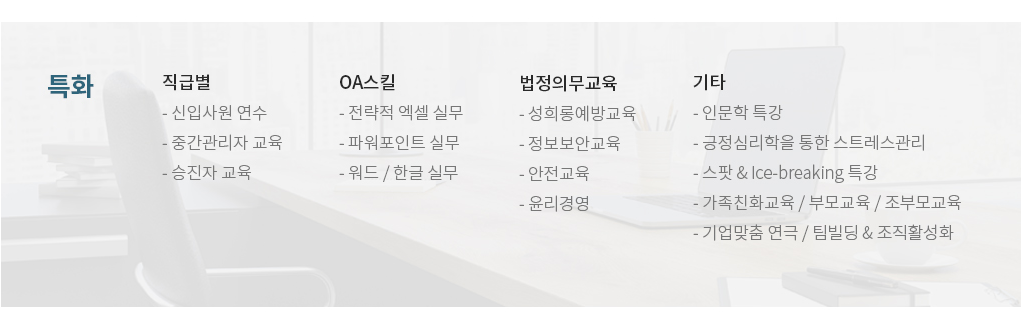 특화
직급별
- 신입사원 연수
- 중간관리자 교육
- 승진자 교육
OA스킬
- 전략적 엑셀 실무
- 파워포인트 실무
- 워드 / 한글 실무
법정의무교육
- 성희롱예방교육
- 정보보안교육
- 안전교육
- 윤리경영
기타
- 인문학 특강
- 긍정심리학을 통한 스트레스관리
- 스팟 & Ice-breaking 특강
- 가족친화교육 / 부모교육 / 조부모교육
- 기업맞춤 연극 / 팀빌딩 & 조직활성화